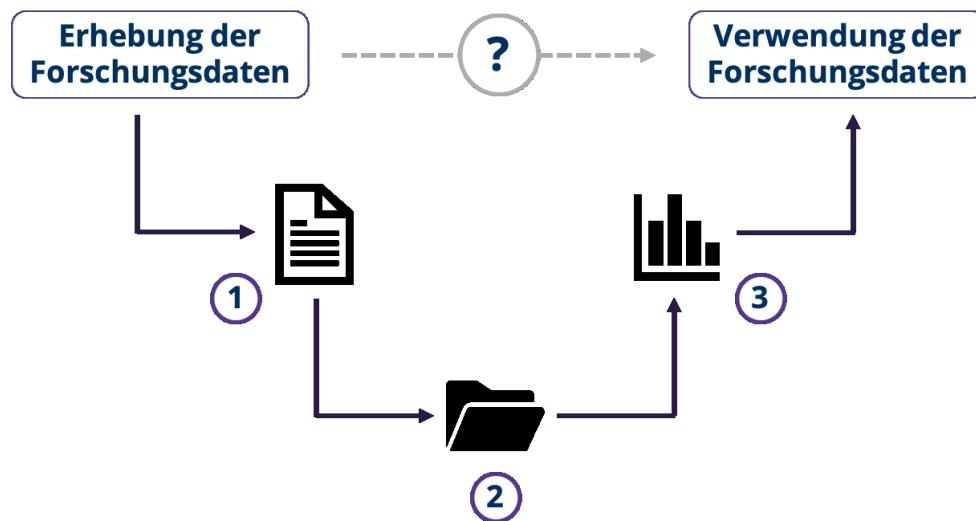 Erhebung der
Forschungsdaten
?
Verwendung der
Forschungsdaten
1
3
2